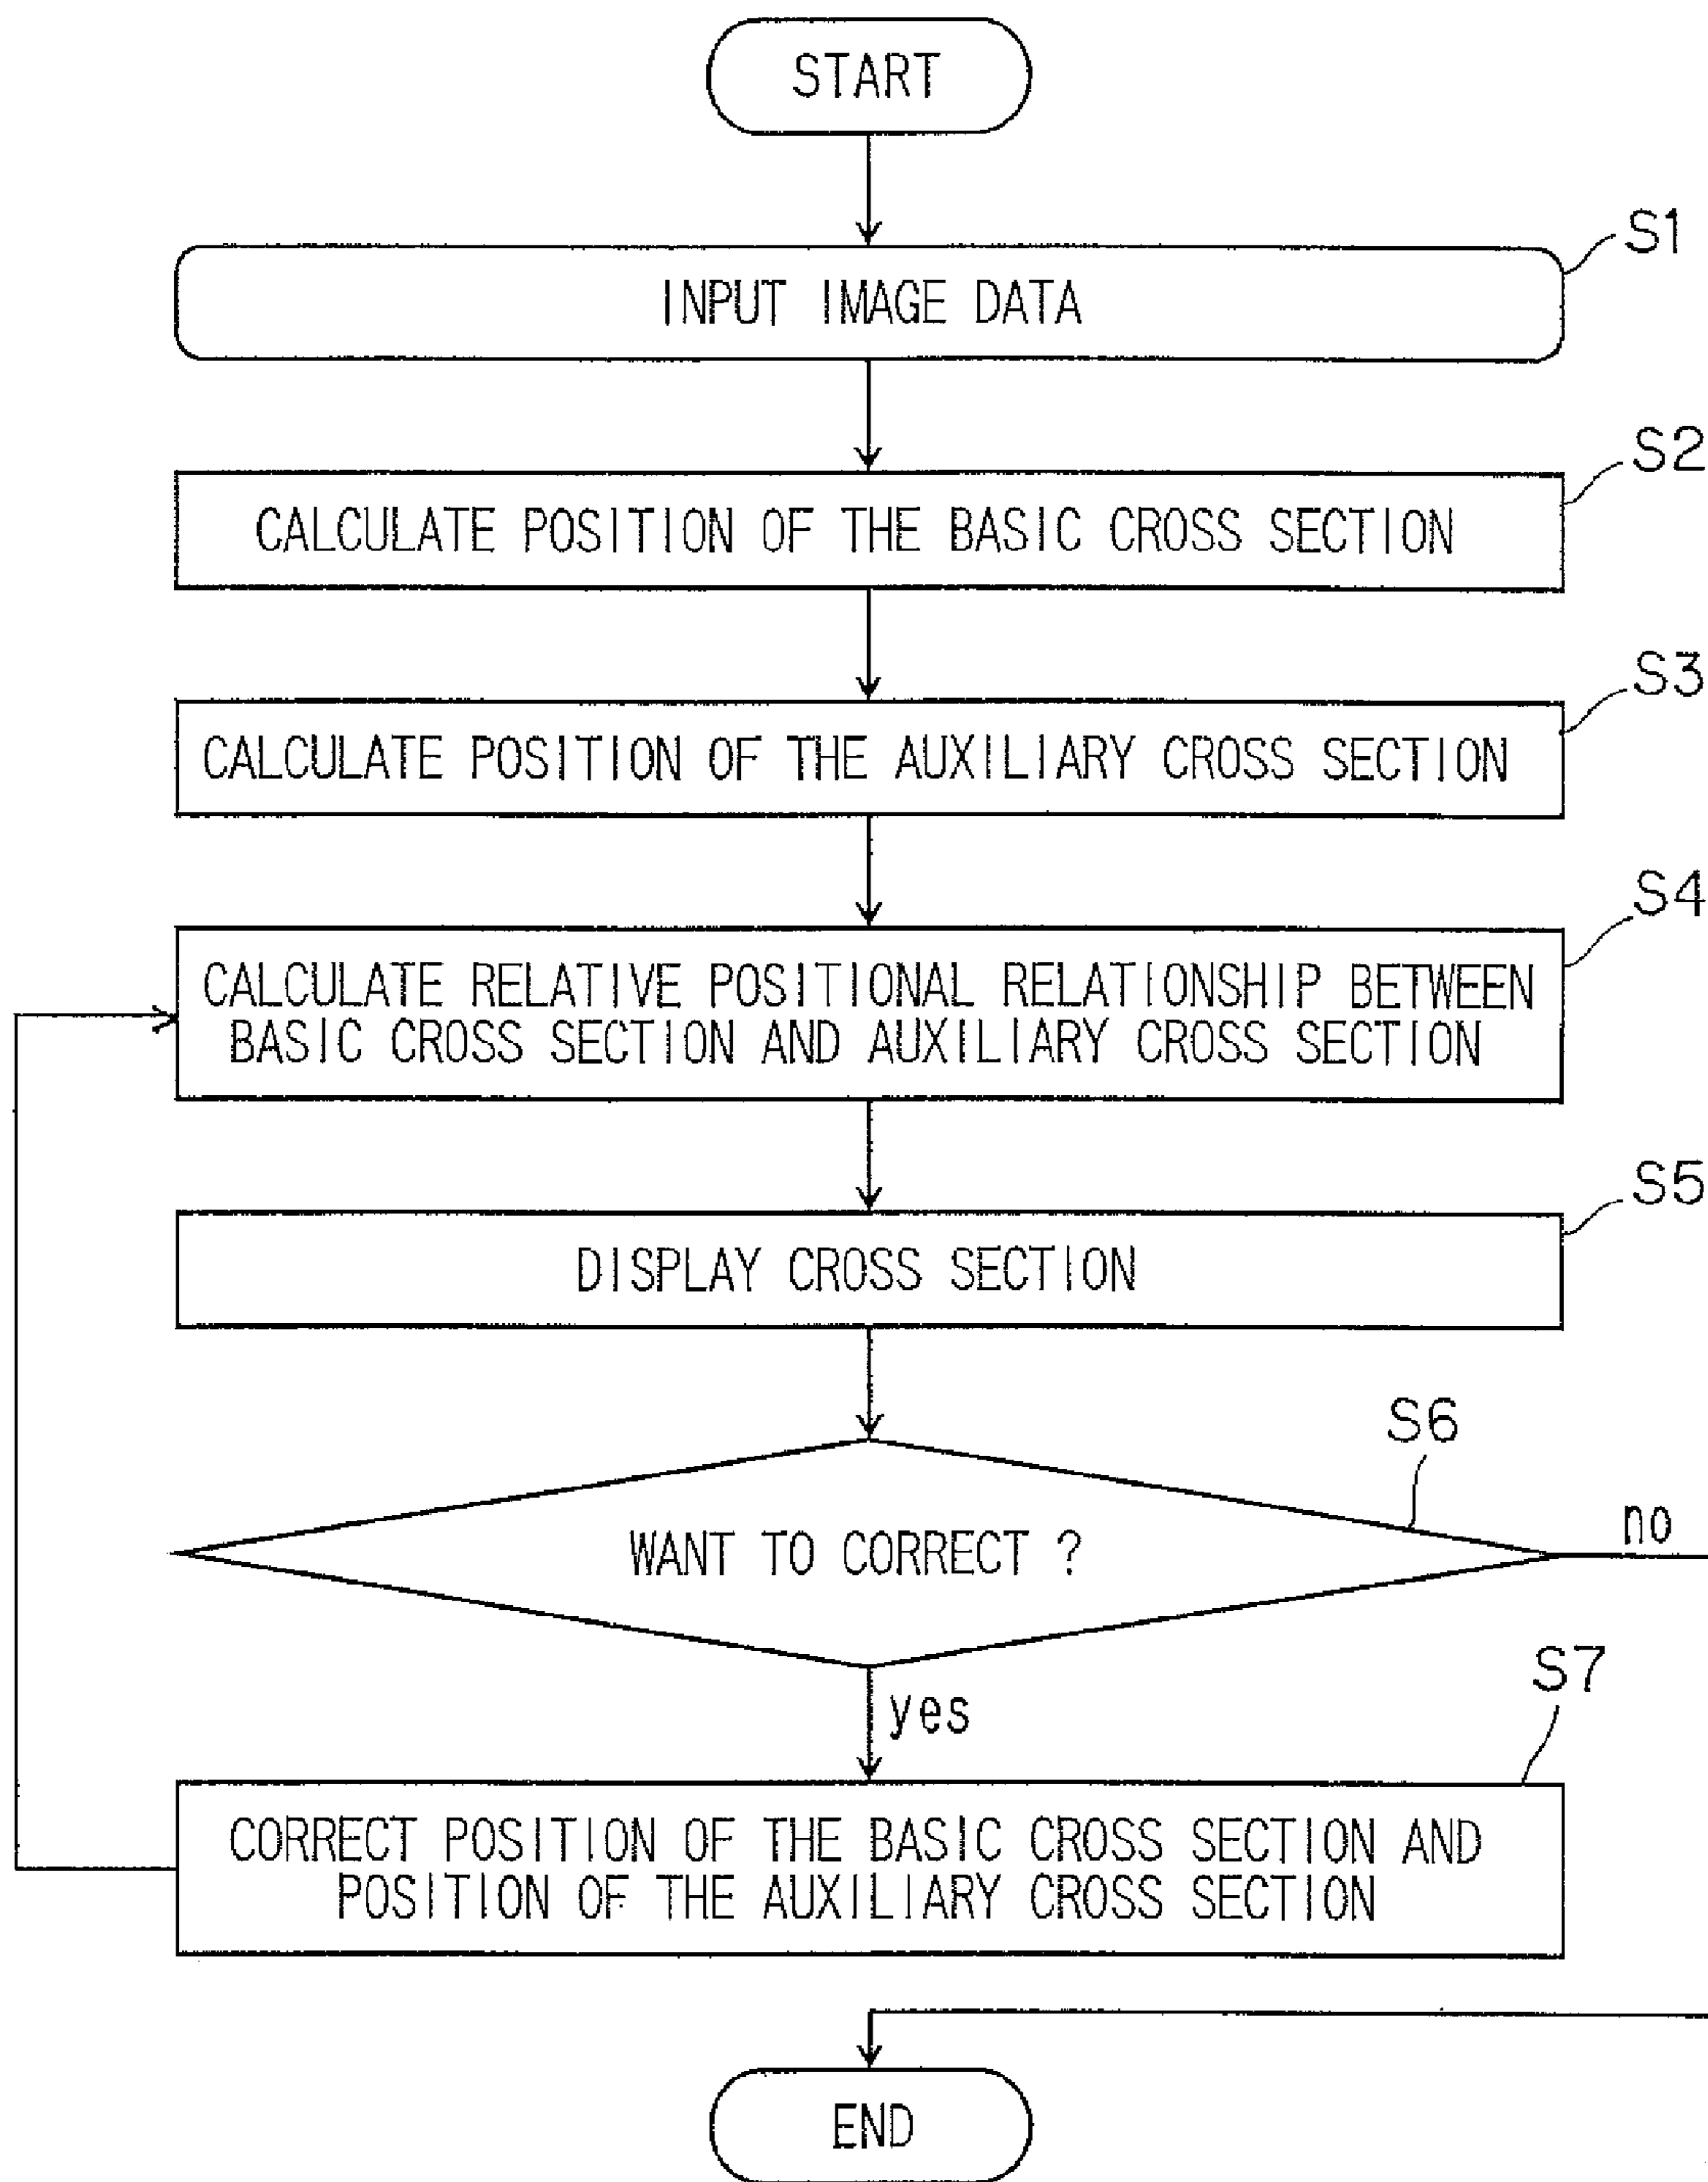 START
S1
INPUT IMAGE DATA
S2
CALCULATE POSITION OF THE BASIC CROSS SECTION
S3
CALCULATE POSITION OF THE AUXILIARY CROSS SECTION
S4
CALCULATE RELATIVE POSITIONAL RELATIONSHIP BETWEEN
BASIC CROSS SECTION AND AUXILIARY CROSS SECTION
S5
DISPLAY CROSS SECTION
S6
WANT TO CORRECT ?
no
yes
S7
CORRECT POSITION OF THE BASIC CROSS SECTION AND
POSITION OF THE AUXILIARY CROSS SECTION
END